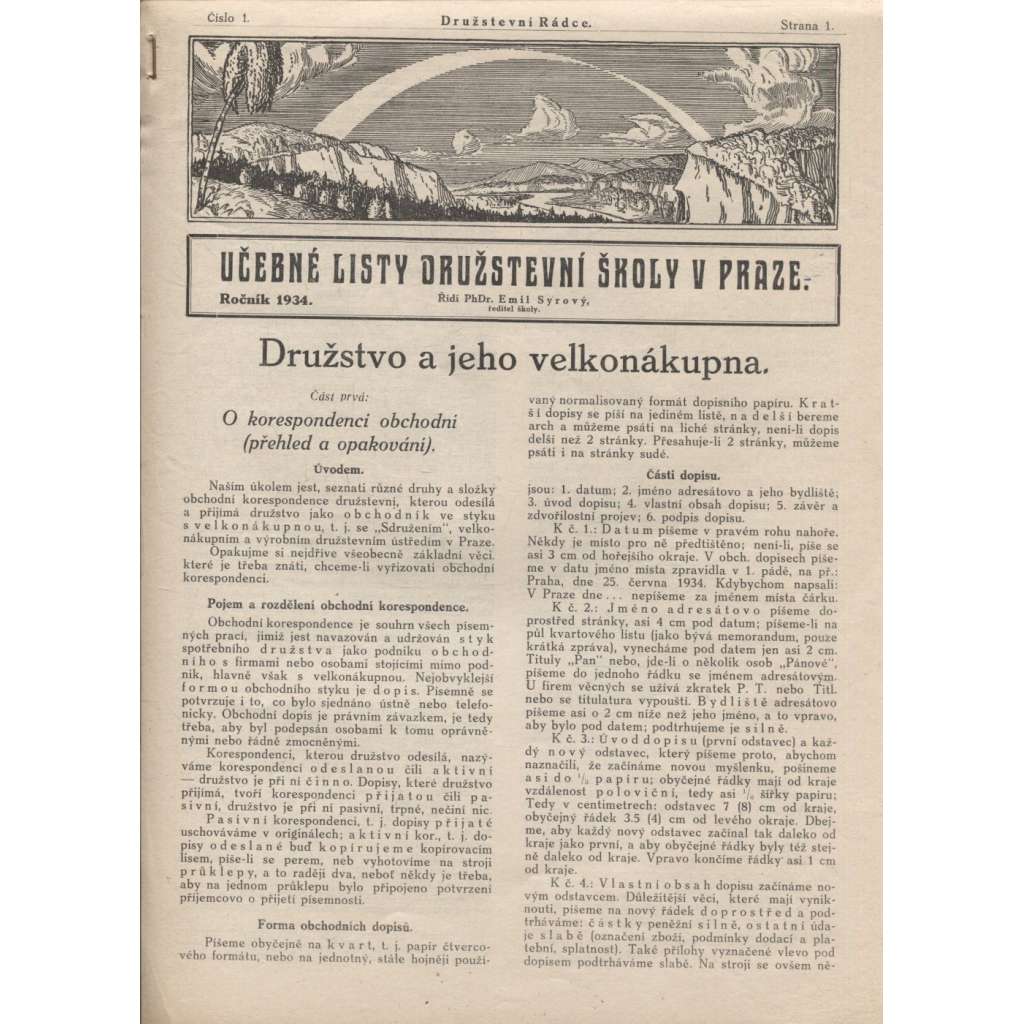 Číslo 1.
Družstevní Rádce.
Strana 1.
UČEBNÉ LISTY DRUŽSTEVNÍ ŠKOLY V PRAZE.
Ročník 1934.
Řídí PhDr. Emil Syrový,
ředitel školy.
Družstvo a jeho velkonákupna.
Část prvá:
O korespondenci obchodní
(přehled a opakování).
Úvodem.
Naším úkolem jest, seznati různé druhy a složky
obchodní korespondence družstevní, kterou odesílá
a přijímá družstvo jako obchodník ve styku
s velkonákupnou, t. j. se „Sdružením“, velko-
nákupním a výrobním družstevním ústředím v Praze.
Opakujme si nejdříve všeobecně základní věci,
které je třeba znáti, chceme-li vyřizovati obchodní
korespondenci.
Pojem a rozdělení obchodní korespondence.
Obchodní korespondence je souhrn všech písem-
ných prací, jimiž jest navazován a udržován styk
spotřebního družstva jako podniku obchod-
ního s firmami nebo osobami stojícími mimo pod-
nik, hlavně však s velkonákupnou. Nejobvyklejší
formou obchodního styku je dopis. Písemně se
potvrzuje i to, co bylo sjednáno ústně nebo telefo-
nicky. Obchodní dopis je právním závazkem, je tedy
třeba, aby byl podepsán osobami k tomu oprávně-
nými nebo řádně zmocněnými.
Korespondenci, kterou družstvo odesílá, nazý-
váme korespondencí odeslanou čili aktivní
— družstvo je při ní činno. Dopisy, které družstvo
přijímá, tvoří korespondenci přijatou čili pa-
sivní, družstvo je při ní pasivní, trpné, nečiní nic.
Pasivní korespondenci, t. j. dopisy přijaté
uschováváme v originálech; aktivní kor., t. j. do-
pisy odeslané buď kopírujeme kopírovacím
lisem, píše-li se perem, neb vyhotovíme na stroji
průklepy, a to raději dva, neboť někdy je třeba,
aby na jednom průklepu bylo připojeno potvrzení
příjemcovo o přijetí písemnosti.
Forma obchodních dopisů.
Píšeme obyčejně na kvart, t. j. papír čtverco-
vého formátu, nebo na jednotný, stále hojněji použí-
vaný normalisovaný formát dopisního papíru. Krat-
ší dopisy se píší na jediném listě, na delší bereme
arch a můžeme psáti na liché stránky, není-li dopis
delší než 2 stránky. Přesahuje-li 2 stránky, můžeme
psáti i na stránky sudé.
Části dopisu.
jsou: 1. datum; 2. jméno adresátovo a jeho bydliště;
3. úvod dopisu; 4. vlastní obsah dopisu; 5. závěr a
zdvořilostní projev; 6. podpis dopisu.
K č. 1.: Datum píšeme v pravém rohu nahoře.
Někdy je místo pro ně předtištěno; není-li, píše se
asi 3 cm od hořejšího okraje. V obch. dopisech píše-
me v datu jméno místa zpravidla v 1. pádě, na př.:
Praha, dne 25. června 1934. Kdybychom napsali:
V Praze dne... nepíšeme za jménem místa čárku.
K č. 2.: Jméno adresátovo píšeme do-
prostřed stránky, asi 4 cm pod datum; píšeme-li na
půl kvartového listu (jako bývá memorandum, pouze
krátká zpráva), vynecháme pod datem jen asi 2 cm.
Tituly „Pan“ nebo, jde-li o několik osob „Pánové“,
píšeme do jednoho řádku se jménem adresátovým.
U firem věcných se užívá zkratek P. T. nebo Titl.
nebo se titulatura vypouští. Bydliště adresátovo
píšeme asi o 2 cm níže než jeho jméno, a to vpravo,
aby bylo pod datem; podtrhujeme je silně.
K č. 3.: Úvod dopisu (první odstavec) a kaž-
dý nový odstavec, který píšeme proto, abychom
naznačili, že začínáme novou myšlenku, pošineme
asi do papíru; obyčejné řádky mají od kraje
vzdálenost poloviční, tedy asi šířky papíru;
Tedy v centimetrech: odstavec 7 (8) cm od kraje,
obyčejný řádek 3.5 (4) cm od levého okraje. Dbej-
me, aby každý nový odstavec začínal tak daleko od
kraje jako první, a aby obyčejné řádky byly též stej-
ně daleko od kraje. Vpravo končíme řádky asi 1 cm
od kraje.
K č. 4.: Vlastní obsah dopisu začínáme no-
vým odstavcem. Důležitější věci, které mají vynik-
nouti, píšeme na nový řádek doprostřed a pod-
trháváme: částky peněžní silně, ostatní úda-
je slabě (označení zboží, podmínky dodací a pla-
tební, splatnost). Také přílohy vyznačené vlevo pod
dopisem podtrháváme slabě. Na stroji se ovšem ně-